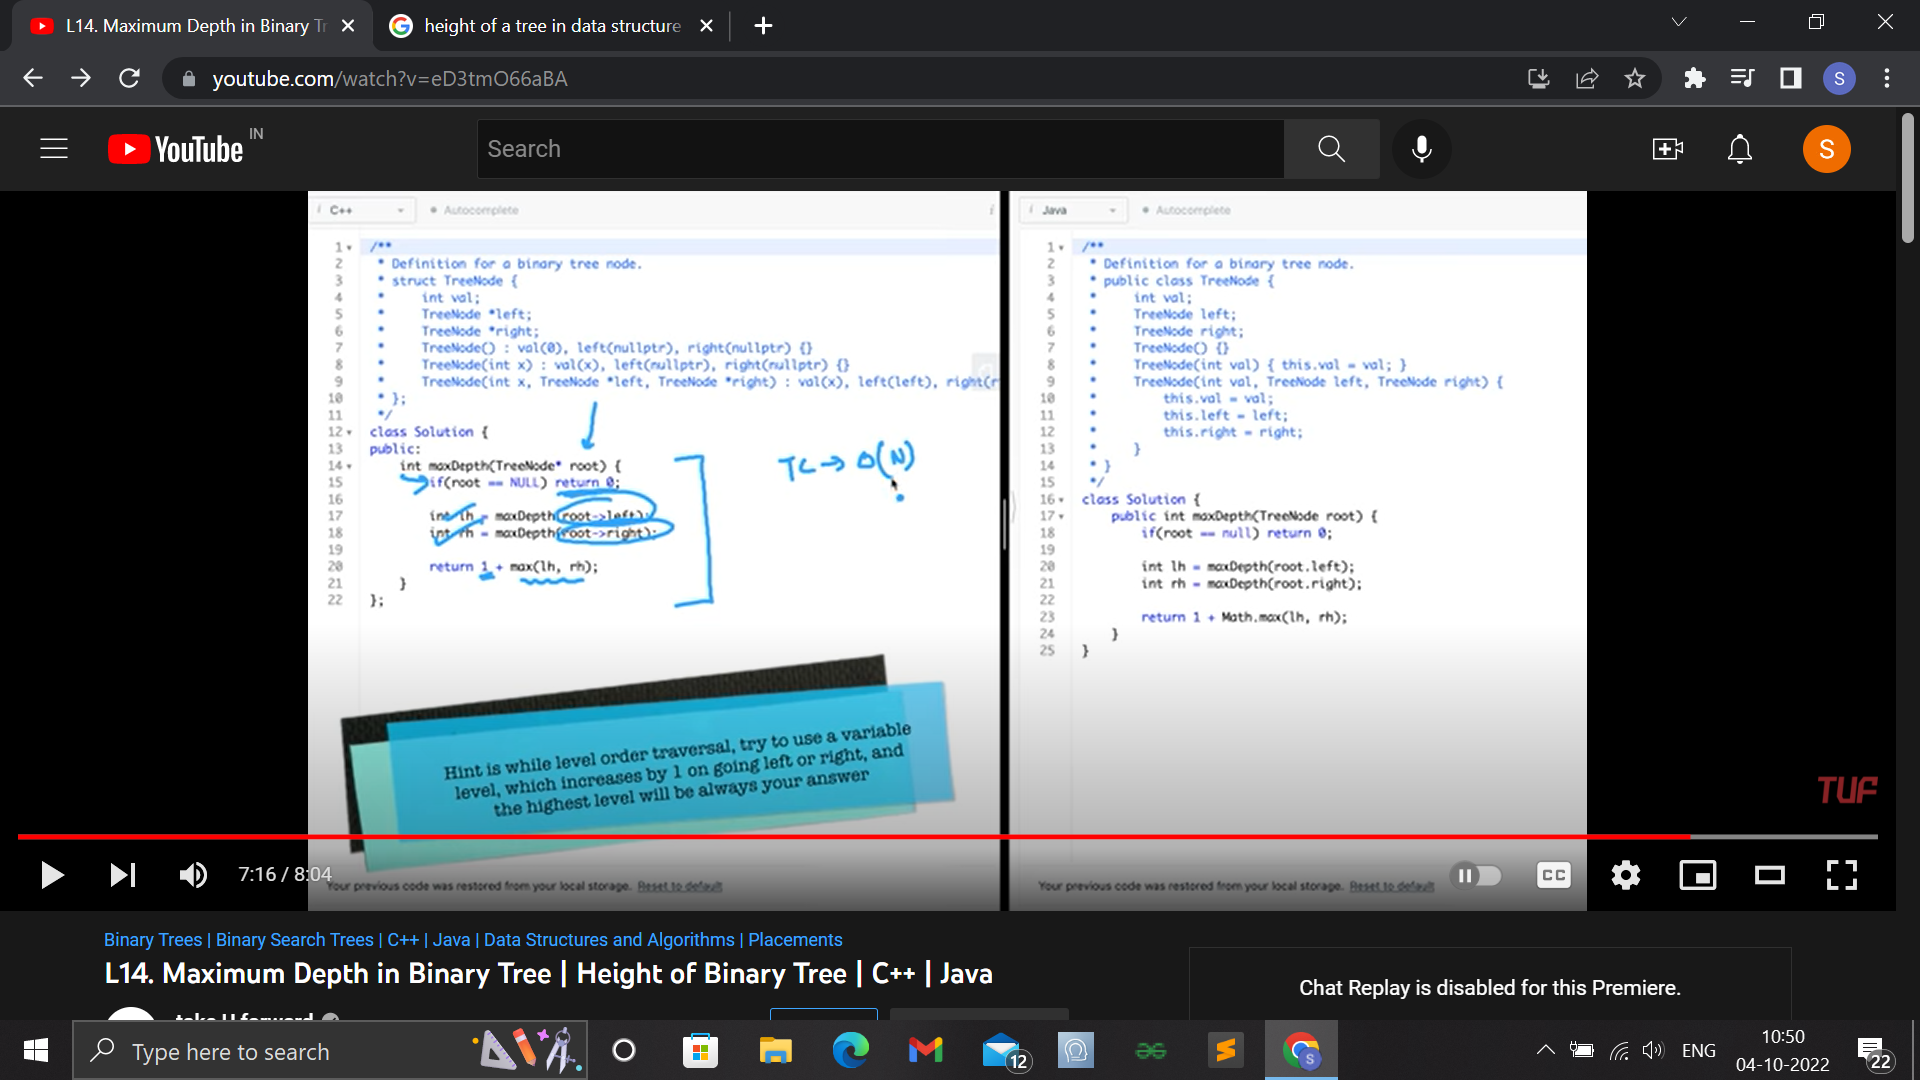 L14. Maximum Depth in Binary Tr
height of a tree in data structure
youtube.com/watch?v=eD3tmO66aBA
S
YouTube IN
Search
S
i C++
Autocomplete
i
1 /**
2 * Definition for a binary tree node.
3 * struct TreeNode {
4 * int val;
5 * TreeNode *left;
6 * TreeNode *right;
7 * TreeNode() : val(0), left(nullptr), right(nullptr) {}
8 * TreeNode(int x) : val(x), left(nullptr), right(nullptr) {}
9 * TreeNode(int x, TreeNode *left, TreeNode *right) : val(x), left(left), right(r
10 * };
11 */
12 class Solution {
13 public:
14 int maxDepth(TreeNode* root) {
15 if(root == NULL) return 0;
16
17 int lh = maxDepth(root->left);
18 int rh = maxDepth(root->right);
19
20 return 1 + max(lh, rh);
21 }
22 };
TC → O(N)
Hint is while level order traversal, try to use a variable
level, which increases by 1 on going left or right, and
the highest level will be always your answer
Your previous code was restored from your local storage. Reset to default
i Java
Autocomplete
1 /**
2 * Definition for a binary tree node.
3 * public class TreeNode {
4 * int val;
5 * TreeNode left;
6 * TreeNode right;
7 * TreeNode() {}
8 * TreeNode(int val) { this.val = val; }
9 * TreeNode(int val, TreeNode left, TreeNode right) {
10 * this.val = val;
11 * this.left = left;
12 * this.right = right;
13 * }
14 * }
15 */
16 class Solution {
17 public int maxDepth(TreeNode root) {
18 if(root == null) return 0;
19
20 int lh = maxDepth(root.left);
21 int rh = maxDepth(root.right);
22
23 return 1 + Math.max(lh, rh);
24 }
25 }
TUF
Your previous code was restored from your local storage. Reset to default
7:16 / 8:04
CC
Binary Trees | Binary Search Trees | C++ | Java | Data Structures and Algorithms | Placements
L14. Maximum Depth in Binary Tree | Height of Binary Tree | C++ | Java
take U forward
Chat Replay is disabled for this Premiere.
Type here to search
12
S
ENG
10:50
04-10-2022
22